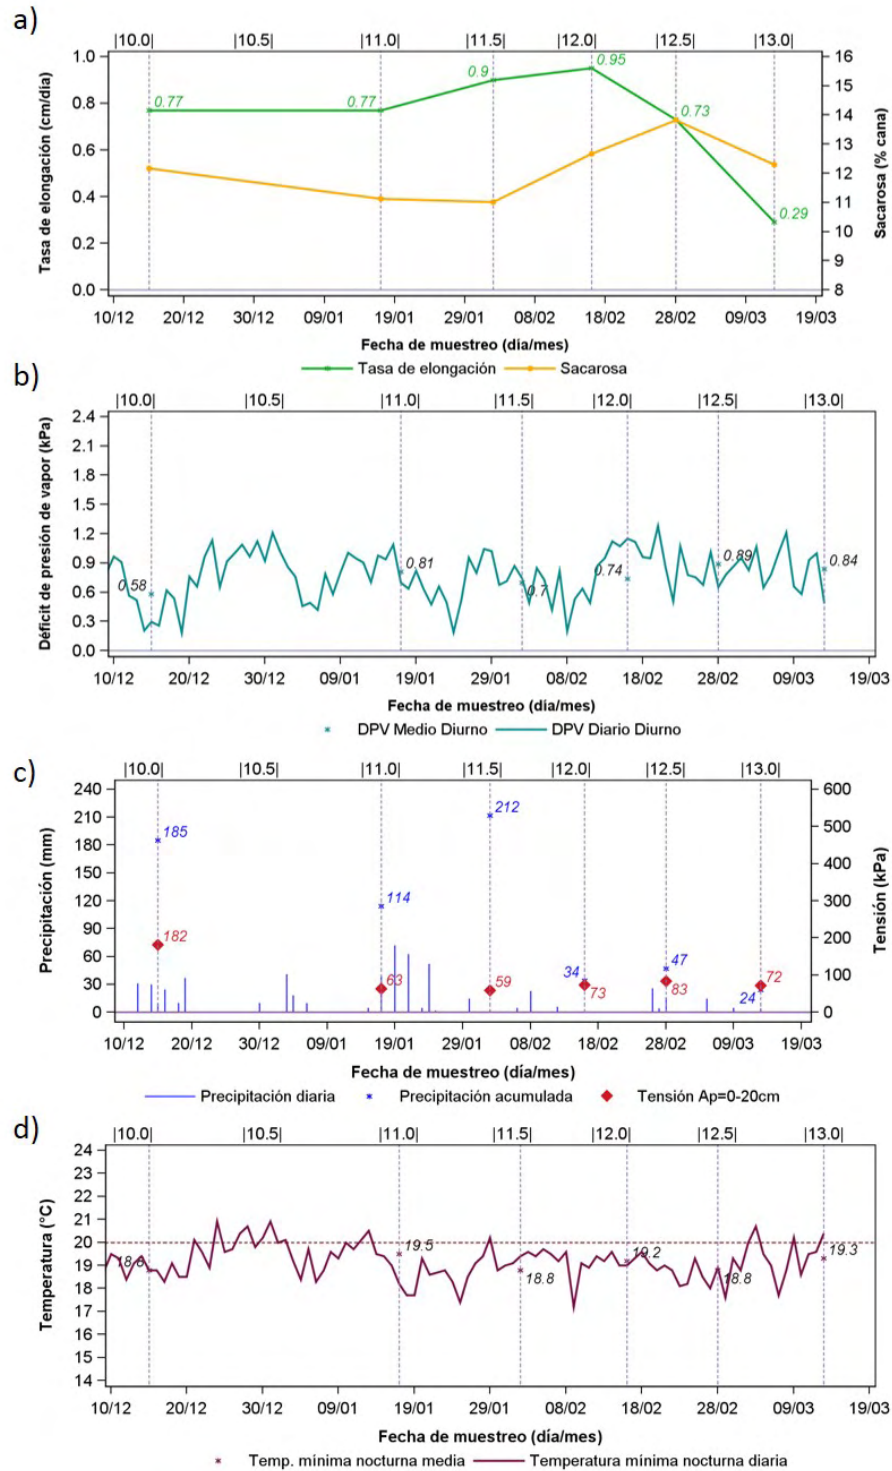 a)
|10.0| |10.5| |11.0| |11.5| |12.0| |12.5| |13.0|
1.0 16
0.95
0.9 15
0.77 0.77
0.8 14
0.73
13
0.6
12
0.4 11
0.29
10
0.2
9
0.0 8
Tasa de elongación (cm/dia)
Sacarosa (% cana)
10/12 20/12 30/12 09/01 19/01 29/01 08/02 18/02 28/02 09/03 19/03
Fecha de muestreo (día/mes)
Tasa de elongación Sacarosa
b)
|10.0| |10.5| |11.0| |11.5| |12.0| |12.5| |13.0|
2.4
2.1
1.8
1.5
1.2
0.9
0.81 0.89 0.84
0.58 0.7 0.74
0.6
0.3
0.0
Déficit de presión de vapor (kPa)
10/12 20/12 30/12 09/01 19/01 29/01 08/02 18/02 28/02 09/03 19/03
Fecha de muestreo (día/mes)
DPV Medio Diurno DPV Diario Diurno
c)
|10.0| |10.5| |11.0| |11.5| |12.0| |12.5| |13.0|
240 600
210 212
500
185
180
400
150
120 300
114
90
182 200
60
34 47
63 59 73 83 72 100
30
24
0 0
Precipitación (mm)
Tensión (kPa)
10/12 20/12 30/12 09/01 19/01 29/01 08/02 18/02 28/02 09/03 19/03
Fecha de muestreo (día/mes)
Precipitación diaria Precipitación acumulada Tensión Ap=0-20cm
d)
|10.0| |10.5| |11.0| |11.5| |12.0| |12.5| |13.0|
24
23
22
21
20
19.5 19.2 19.3
19
18.8 18.8
18
17
16
15
14
Temperatura (°C)
10/12 20/12 30/12 09/01 19/01 29/01 08/02 18/02 28/02 09/03 19/03
Fecha de muestreo (día/mes)
Temp. mínima nocturna media Temperatura mínima nocturna diaria